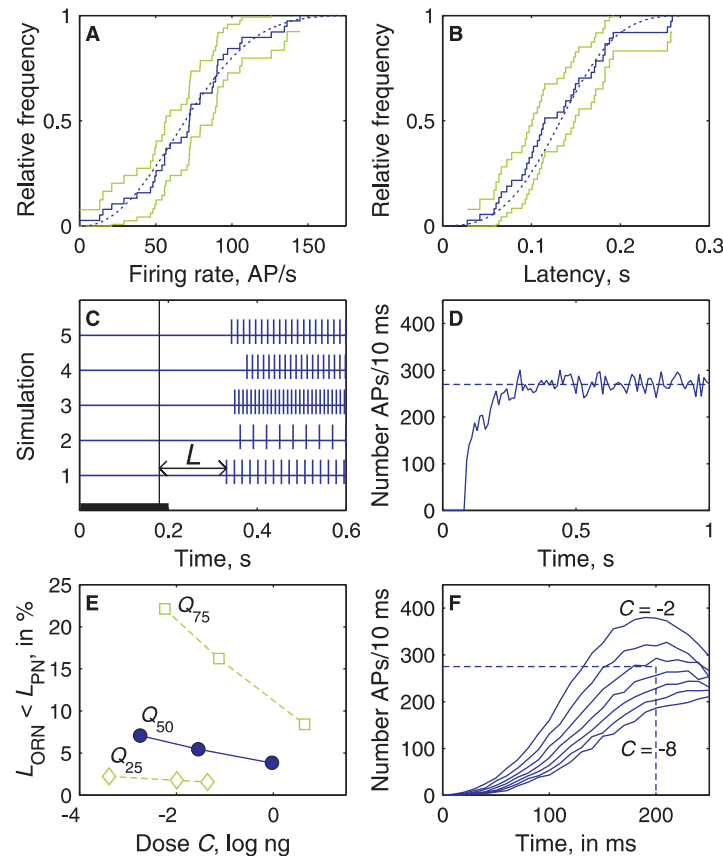 A
Relative frequency
1
0.5
0
0
50
100
150
Firing rate, AP/s
B
Relative frequency
1
0.5
0
0
0.1
0.2
0.3
Latency, s
C
Simulation
5
4
3
2
1
L
0
0.2
0.4
0.6
Time, s
D
Number APs/10 ms
400
300
200
100
0
0
0.5
1
Time, s
E
L_ORN < L_PN, in %
25
20
15
10
5
0
Q75
Q50
Q25
-4
-2
0
Dose C, log ng
F
Number APs/10 ms
400
300
200
100
0
C = -2
C = -8
0
100
200
Time, in ms